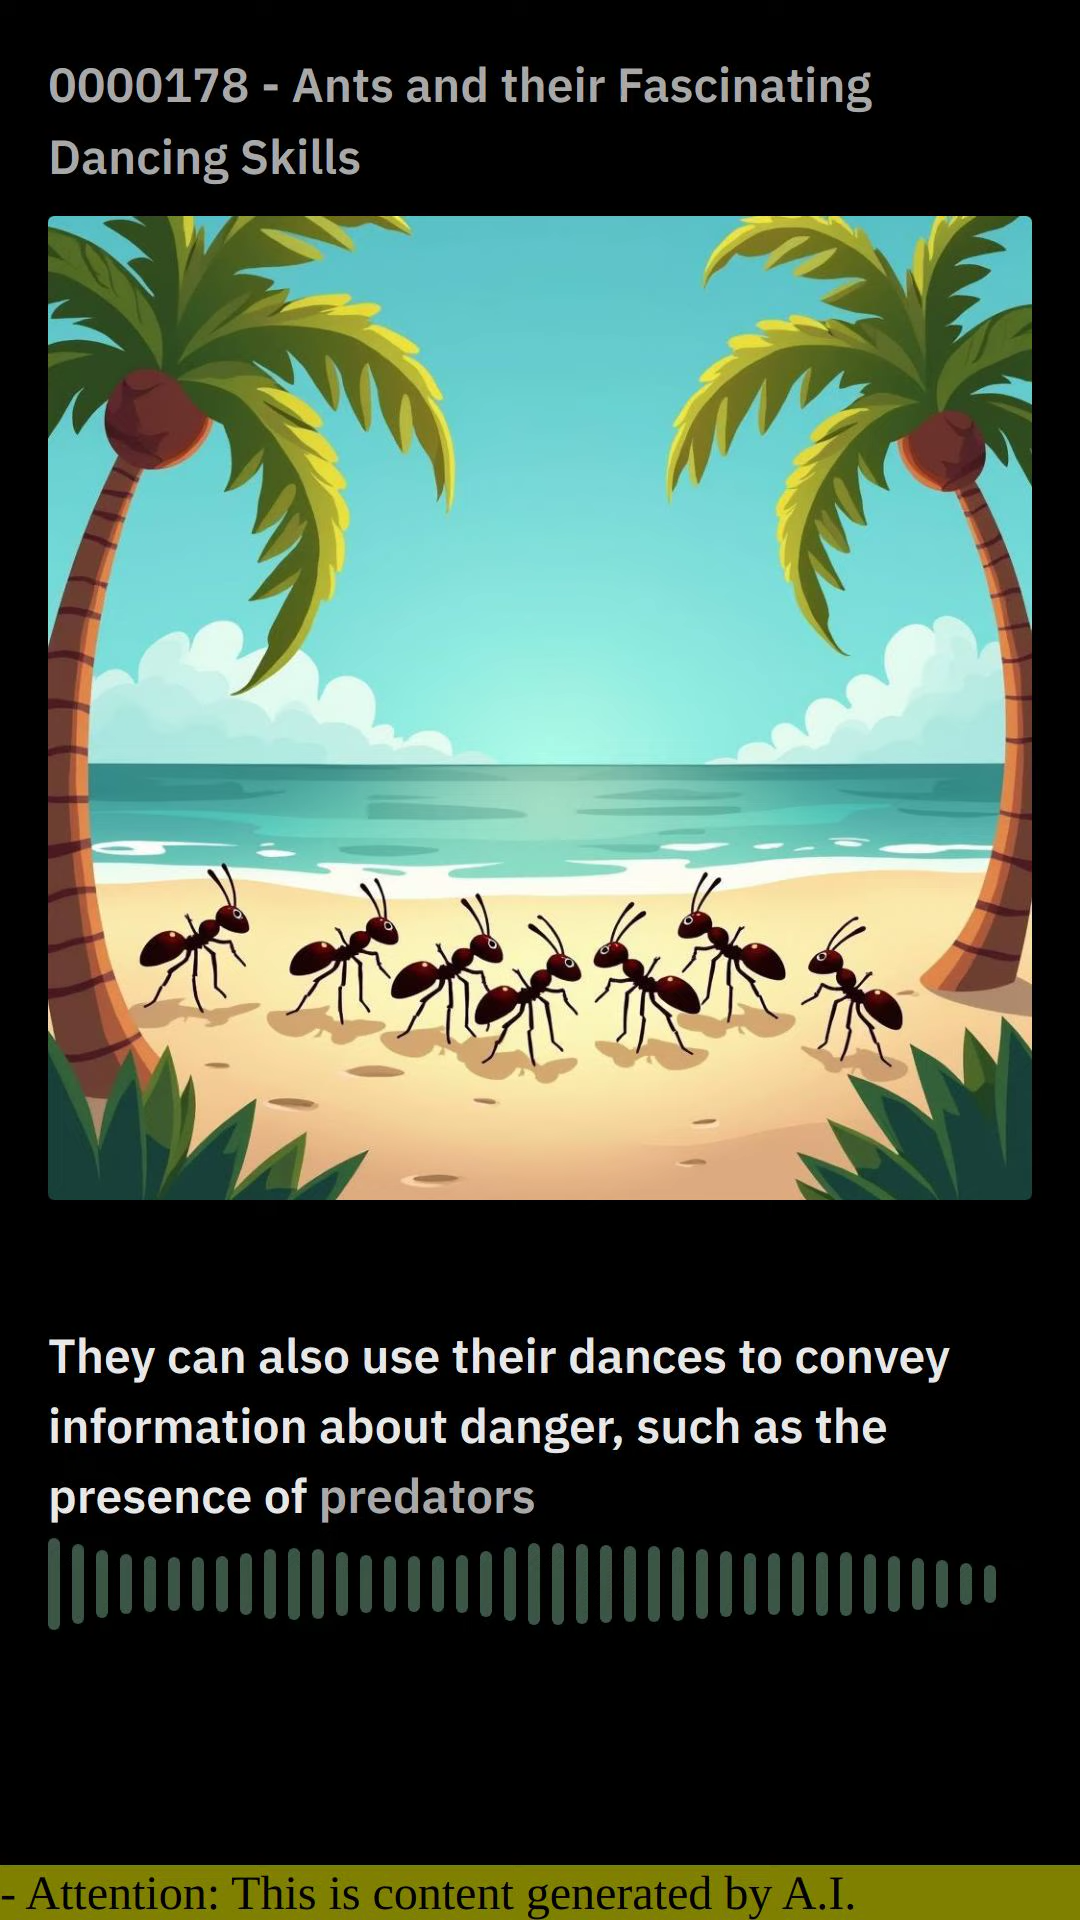 0000178 - Ants and their Fascinating
Dancing Skills
They can also use their dances to convey
information about danger, such as the
presence of predators
- Attention: This is content generated by A.I.